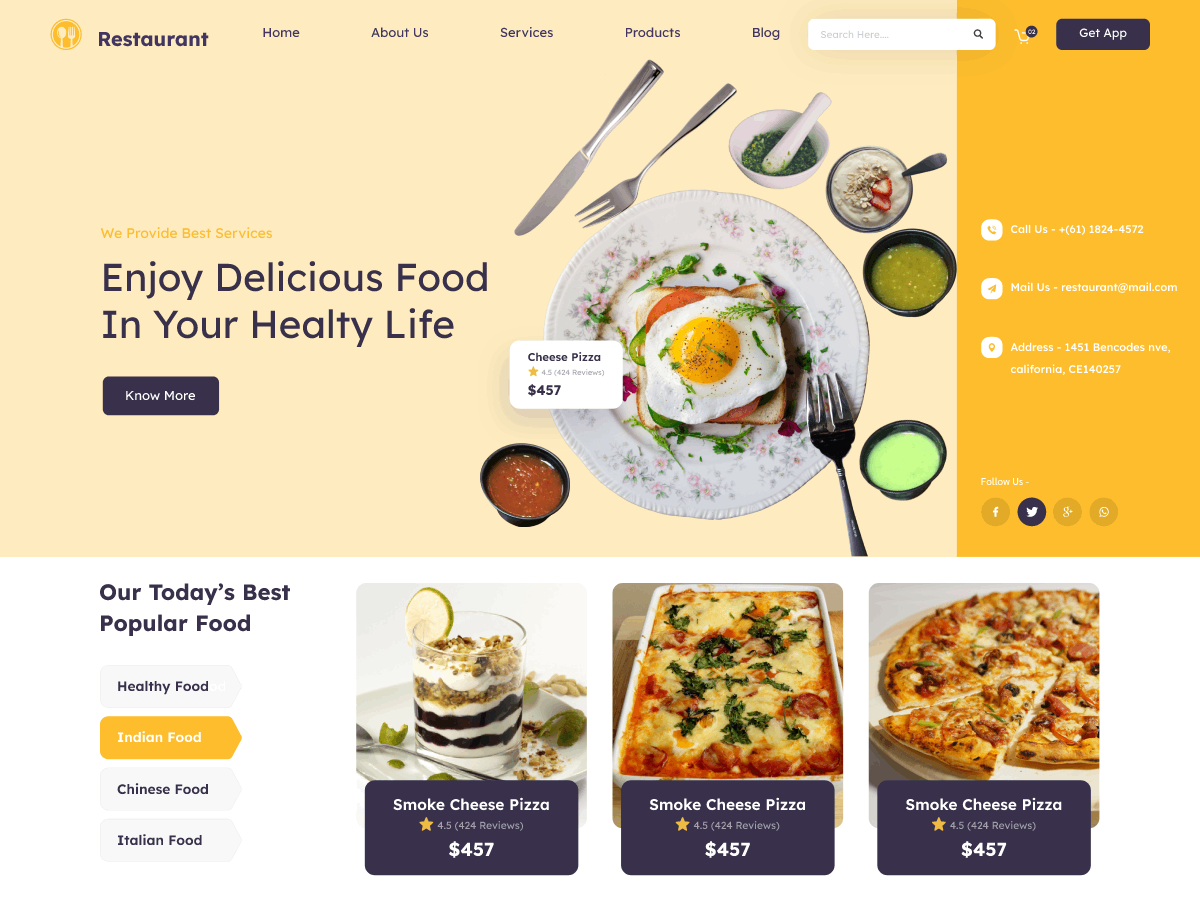 Restaurant
Home
About Us
Services
Products
Blog
Search Here....
02
Get App
We Provide Best Services
Enjoy Delicious Food
In Your Healty Life
Know More
Cheese Pizza
4.5 (424 Reviews)
$457
Call Us - +(61) 1824-4572
Mail Us - restaurant@mail.com
Address - 1451 Bencodes nve,
california, CE140257
Follow Us -
Our Today’s Best
Popular Food
Healthy Food
Indian Food
Chinese Food
Italian Food
Smoke Cheese Pizza
4.5 (424 Reviews)
$457
Smoke Cheese Pizza
4.5 (424 Reviews)
$457
Smoke Cheese Pizza
4.5 (424 Reviews)
$457